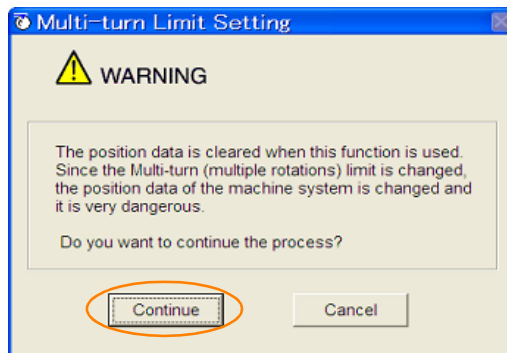 Multi-turn Limit Setting
WARNING
The position data is cleared when this function is used.
Since the Multi-turn (multiple rotations) limit is changed,
the position data of the machine system is changed and
it is very dangerous.
Do you want to continue the process?
Continue Cancel